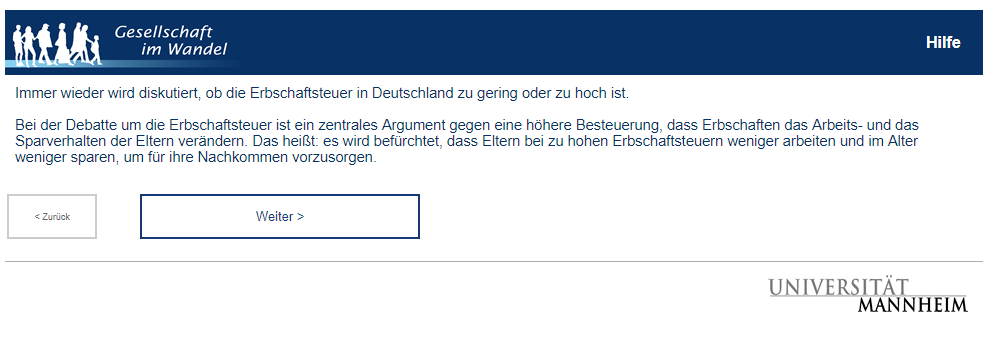 Gesellschaft
im Wandel
Hilfe
Immer wieder wird diskutiert, ob die Erbschaftsteuer in Deutschland zu gering oder zu hoch ist.
Bei der Debatte um die Erbschaftsteuer ist ein zentrales Argument gegen eine höhere Besteuerung, dass Erbschaften das Arbeits- und das
Sparverhalten der Eltern verändern. Das heißt: es wird befürchtet, dass Eltern bei zu hohen Erbschaftsteuern weniger arbeiten und im Alter
weniger sparen, um für ihre Nachkommen vorzusorgen.
< Zurück
Weiter >
UNIVERSITÄT
MANNHEIM